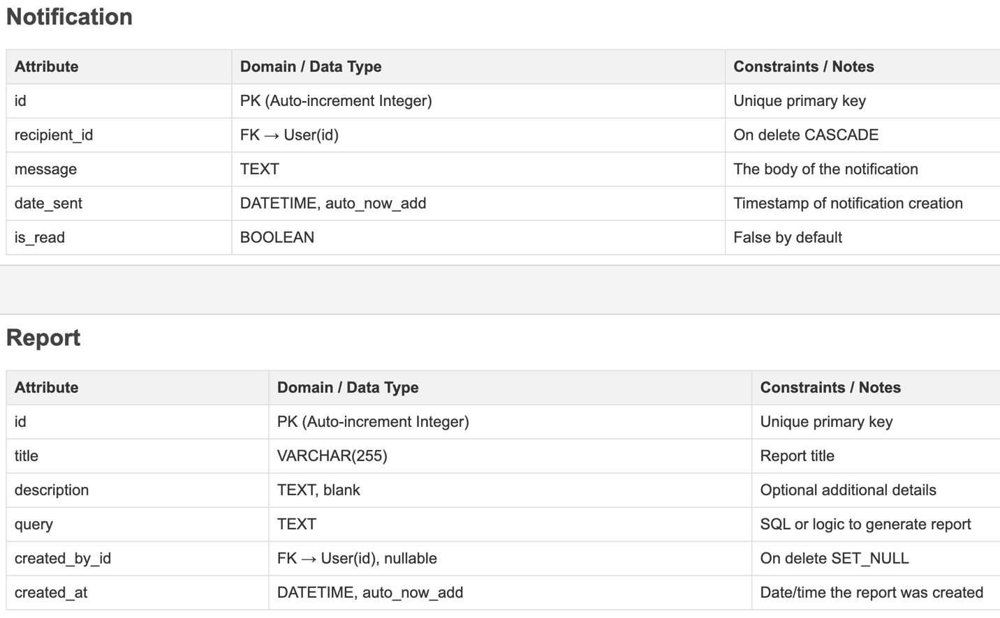 Notification
Attribute Domain / Data Type Constraints / Notes
id PK (Auto-increment Integer) Unique primary key
recipient_id FK → User(id) On delete CASCADE
message TEXT The body of the notification
date_sent DATETIME, auto_now_add Timestamp of notification creation
is_read BOOLEAN False by default
Report
Attribute Domain / Data Type Constraints / Notes
id PK (Auto-increment Integer) Unique primary key
title VARCHAR(255) Report title
description TEXT, blank Optional additional details
query TEXT SQL or logic to generate report
created_by_id FK → User(id), nullable On delete SET_NULL
created_at DATETIME, auto_now_add Date/time the report was created